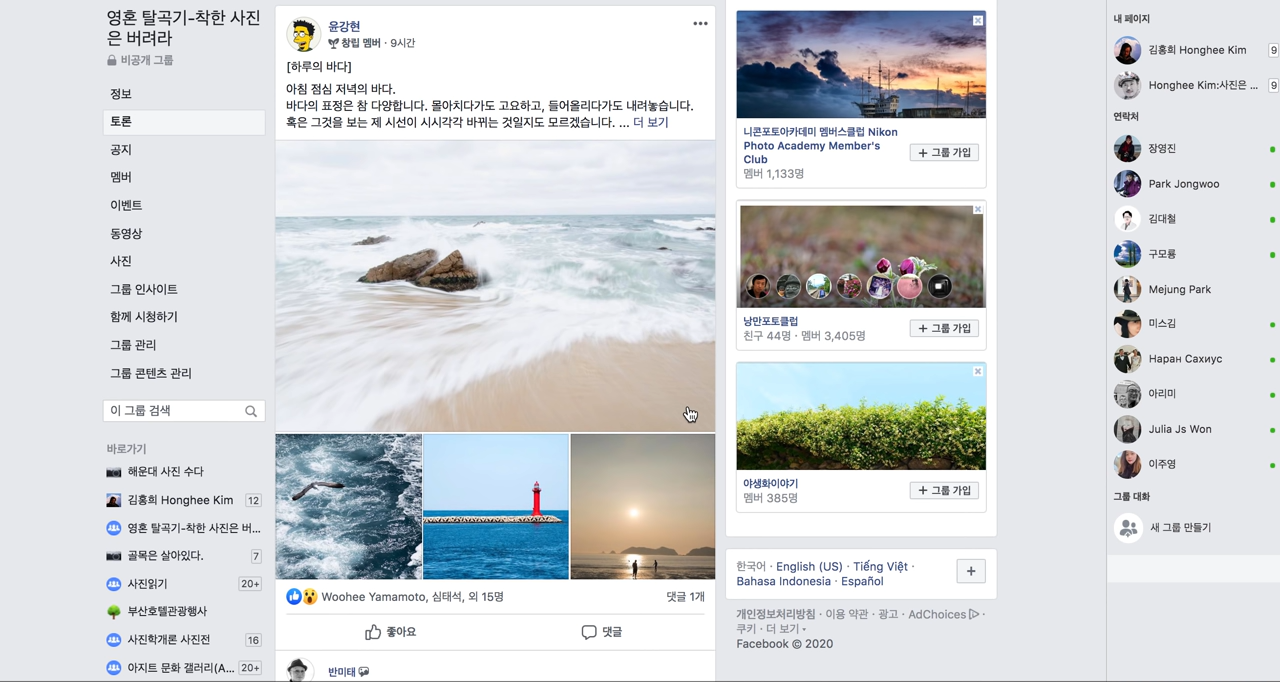 영혼 탈곡기-착한 사진
은 버려라
비공개 그룹
정보
토론
공지
멤버
이벤트
동영상
사진
그룹 인사이트
함께 시청하기
그룹 관리
그룹 콘텐츠 관리
이 그룹 검색
바로가기
해운대 사진 수다
김홍희 Honghee Kim 12
영혼 탈곡기-착한 사진은 버...
골목은 살아있다. 7
사진읽기 20+
부산호텔관광행사
사진학개론 사진전 16
아지트 문화 갤러리(A... 20+
윤강현
창립 멤버 · 9시간
[하루의 바다]
아침 점심 저녁의 바다.
바다의 표정은 참 다양합니다. 몰아치다가도 고요하고, 들어올리다가도 내려놓습니다.
혹은 그것을 보는 제 시선이 시시각각 바뀌는 것일지도 모르겠습니다. ... 더 보기
Woohee Yamamoto, 심태석, 외 15명 댓글 1개
좋아요 댓글
반미태
니콘포토아카데미 멤버스클럽 Nikon
Photo Academy Member's
Club
멤버 1,133명
+ 그룹 가입
낭만포토클럽
친구 44명 · 멤버 3,405명
+ 그룹 가입
야생화이야기
멤버 385명
+ 그룹 가입
한국어 · English (US) · Tiếng Việt ·
Bahasa Indonesia · Español
개인정보처리방침 · 이용 약관 · 광고 · AdChoices ·
쿠키 · 더 보기
Facebook © 2020
내 페이지
김홍희 Honghee Kim 9
Honghee Kim:사진은 ... 9
연락처
장영진
Park Jongwoo
김대철
구모룡
Mejung Park
미스김
Наран Сахиус
아리미
Julia Js Won
이주영
그룹 대화
새 그룹 만들기